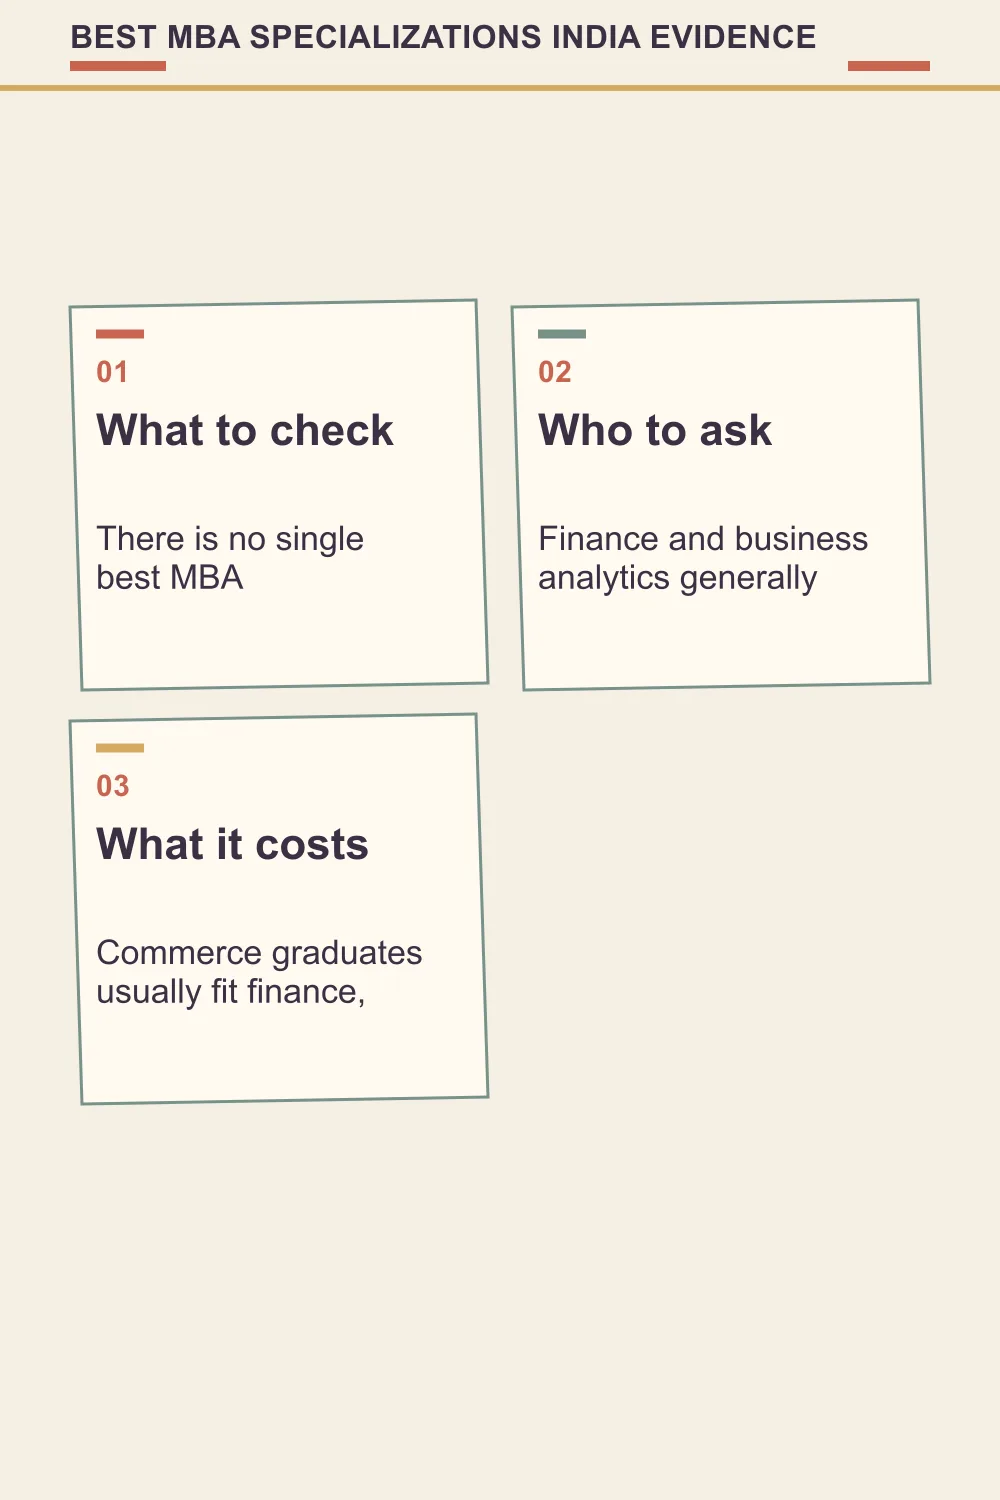 BEST MBA SPECIALIZATIONS INDIA EVIDENCE
01
What to check
There is no single
best MBA
02
Who to ask
Finance and business
analytics generally
03
What it costs
Commerce graduates
usually fit finance,